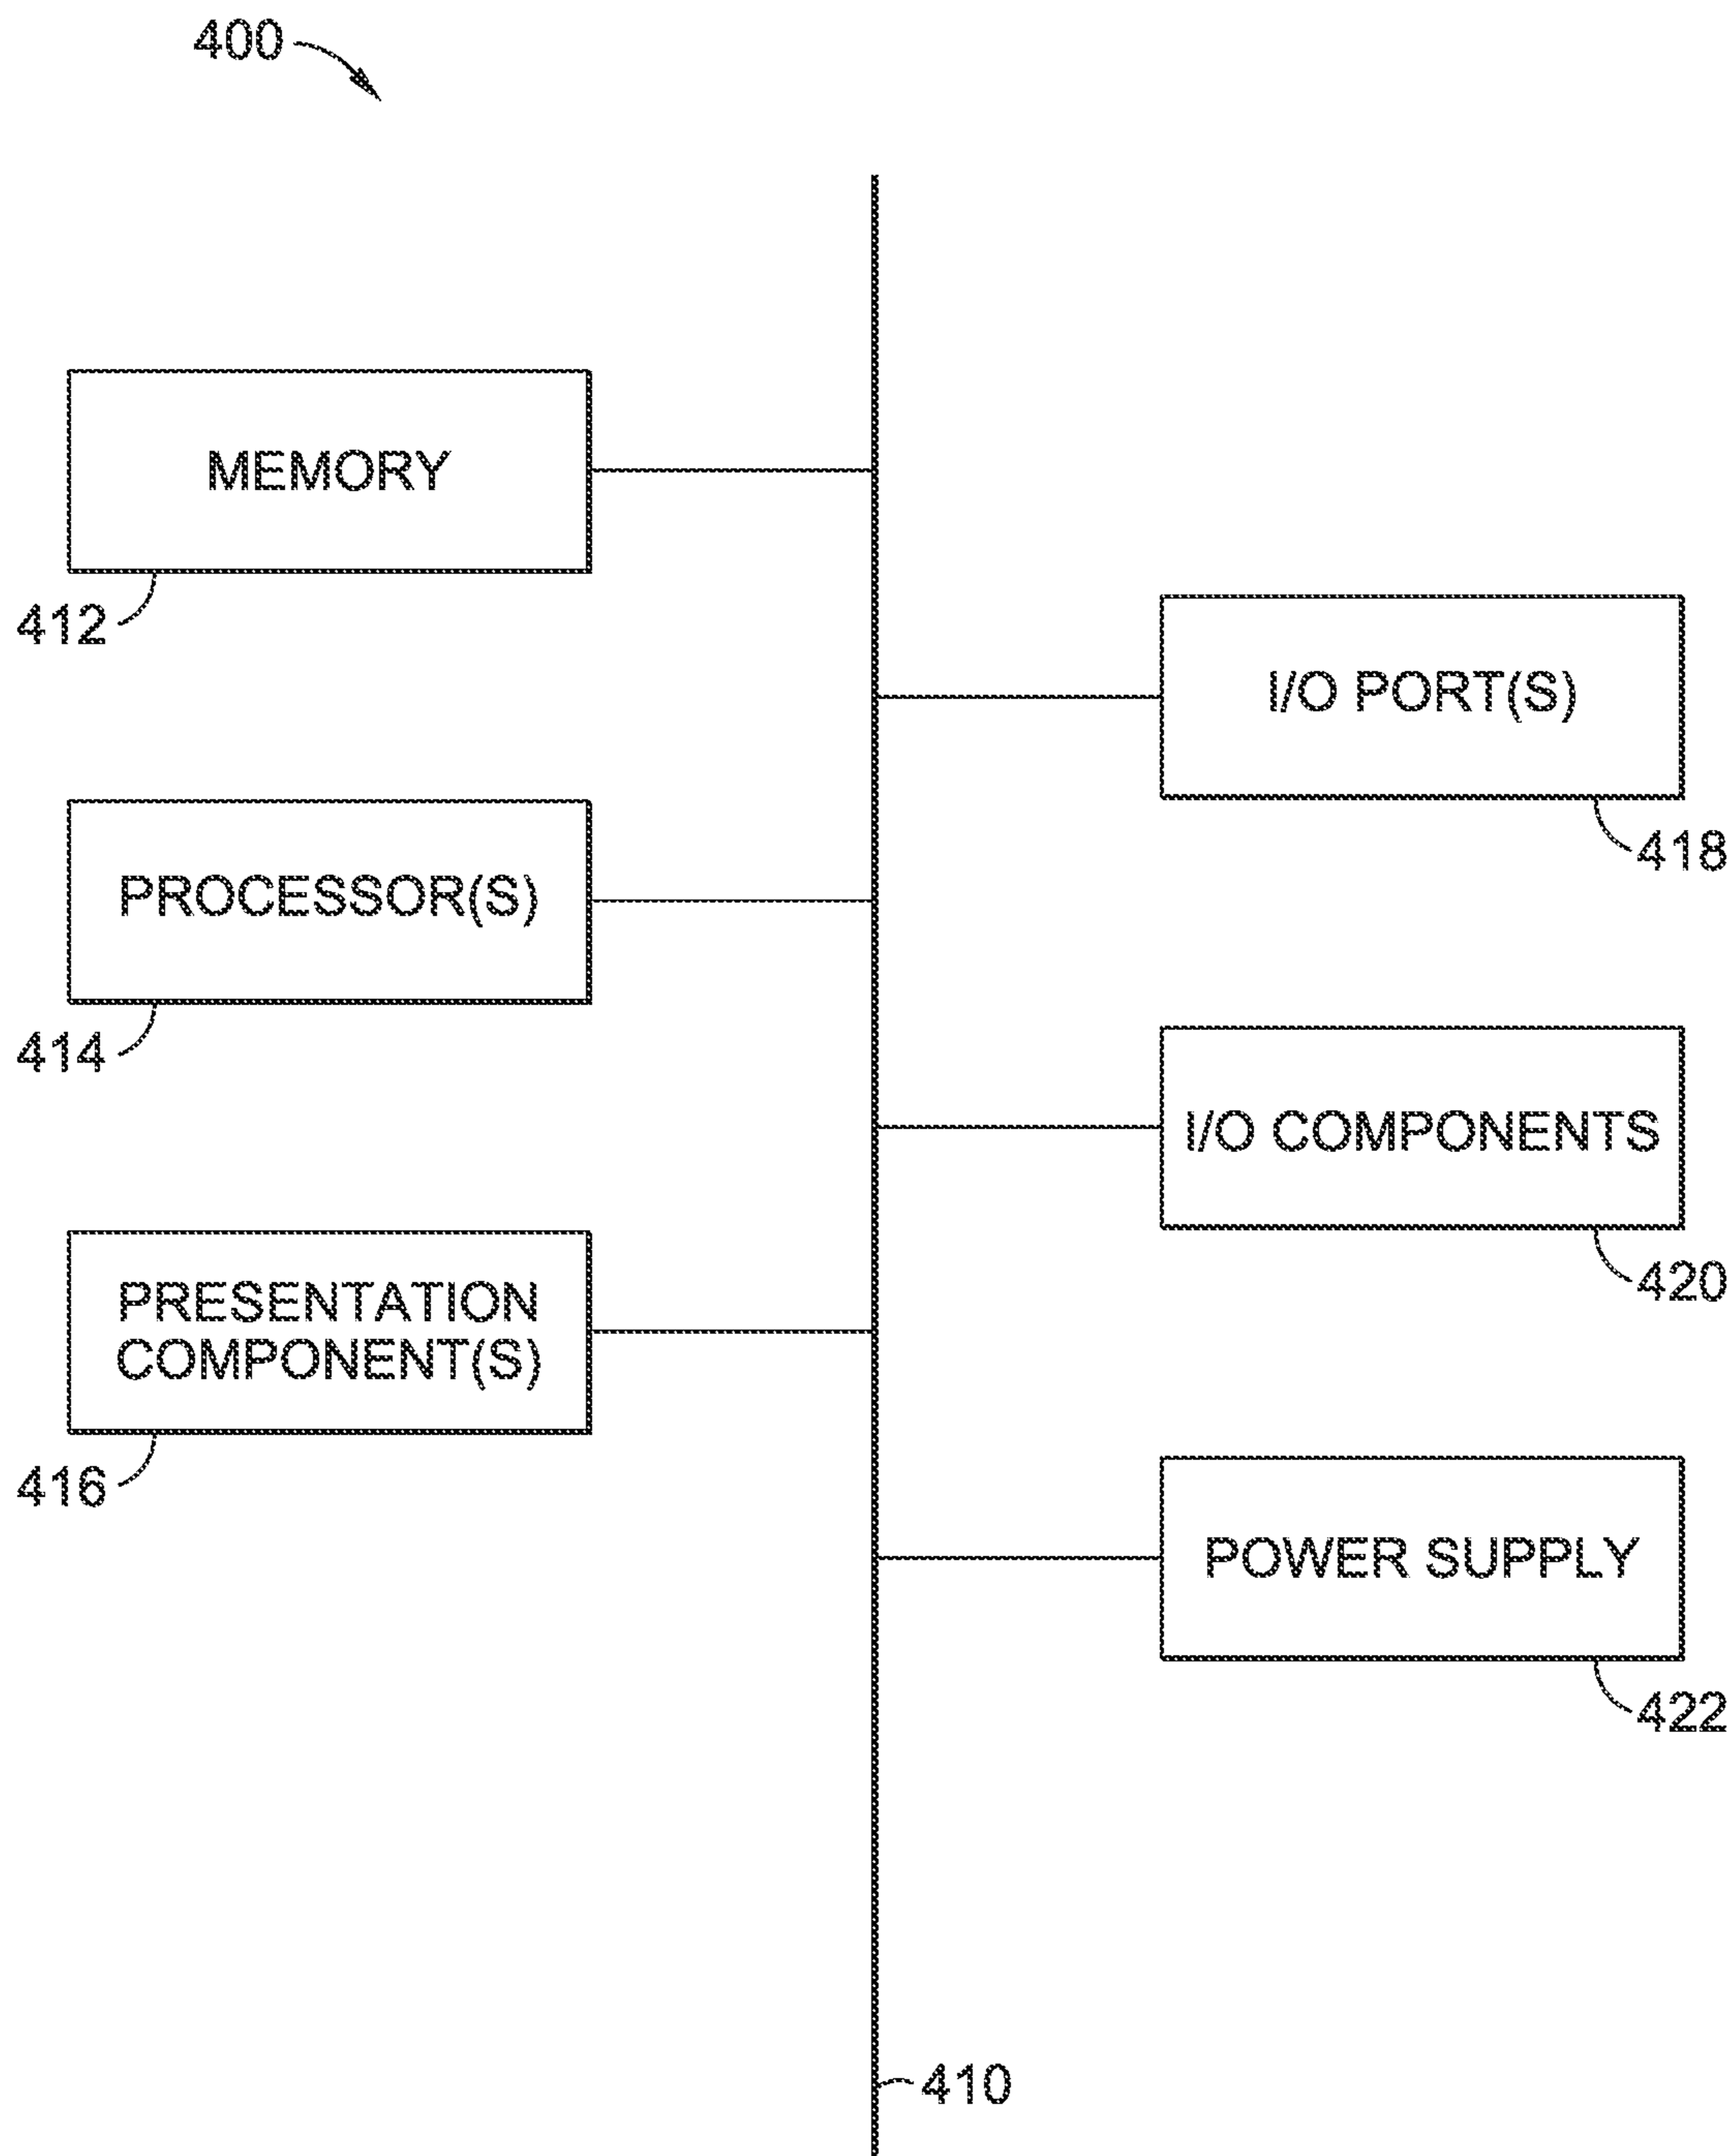 400
MEMORY
412
I/O PORT(S)
418
PROCESSOR(S)
414
I/O COMPONENTS
420
PRESENTATION
COMPONENT(S)
416
POWER SUPPLY
422
410